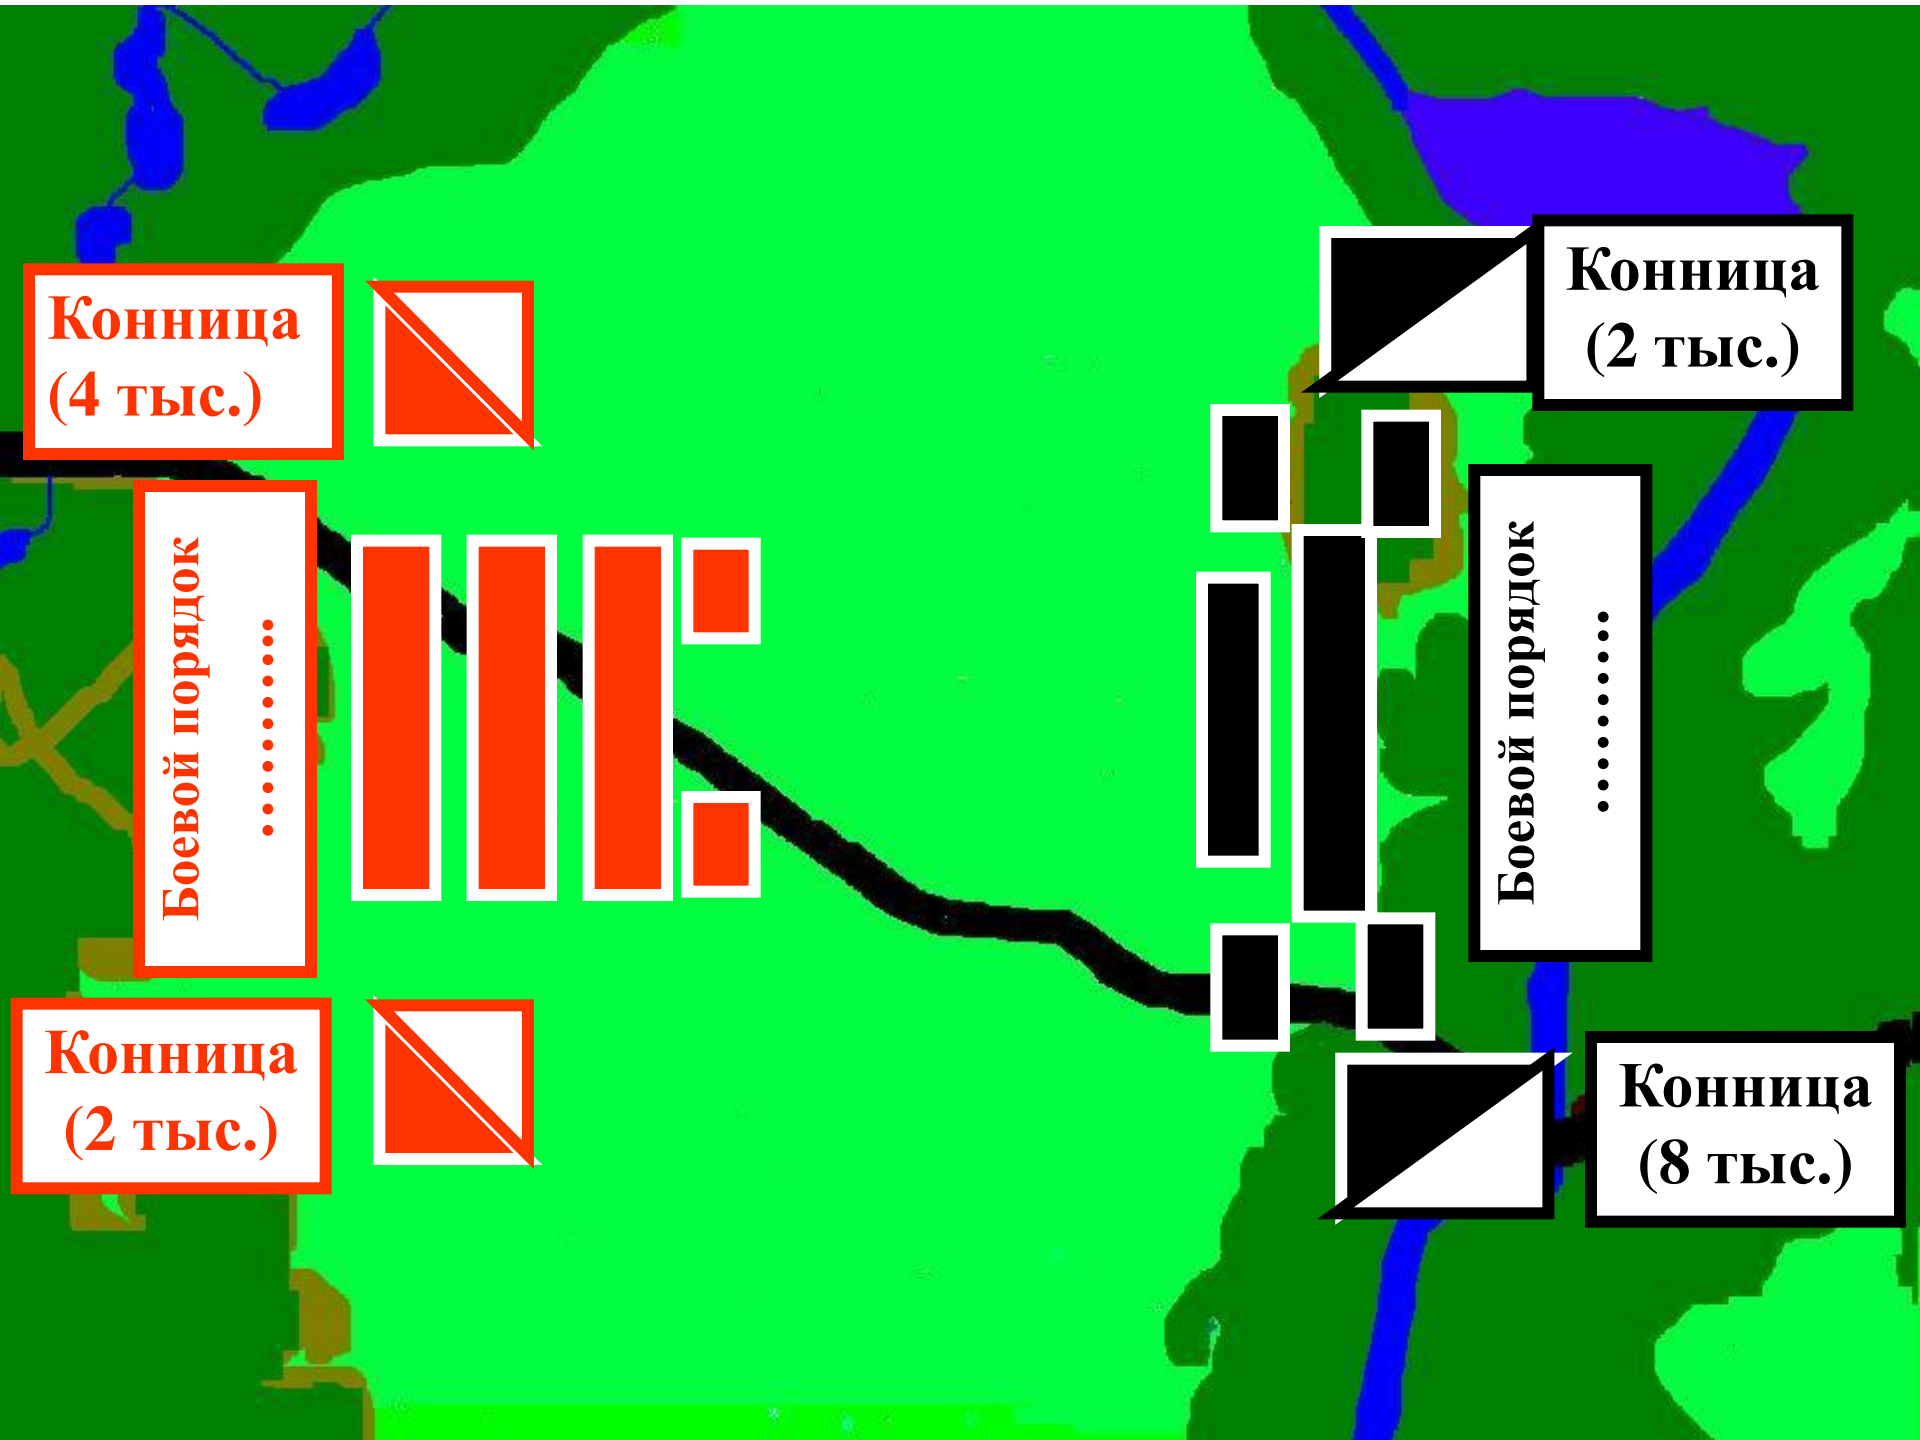 Конница
(4 тыс.)
Конница
(2 тыс.)
Боевой порядок
………….
Боевой порядок
…………
Конница
(2 тыс.)
Конница
(8 тыс.)